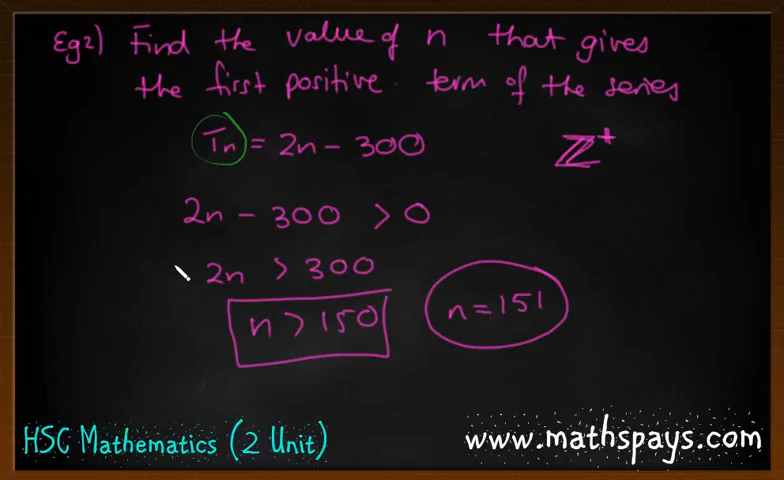 Eg2) Find the value of n that gives
the first positive term of the series
Tn = 2n - 300 ℤ+
2n - 300 > 0
2n > 300
n > 150 n = 151
HSC Mathematics (2 Unit) www.mathspays.com